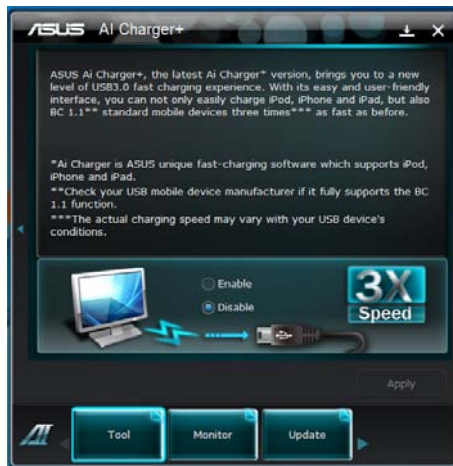 ASUS AI Charger+
ASUS Ai Charger+, the latest Ai Charger* version, brings you to a new
level of USB3.0 fast charging experience. With its easy and user-friendly
interface, you can not only easily charge iPod, iPhone and iPad, but also
BC 1.1** standard mobile devices three times*** as fast as before.
*Ai Charger is ASUS unique fast-charging software which supports iPod,
iPhone and iPad.
**Check your USB mobile device manufacturer if it fully supports the BC
1.1 function.
***The actual charging speed may vary with your USB device's
conditions.
Enable
Disable
3X
Speed
Apply
AI
Tool
Monitor
Update